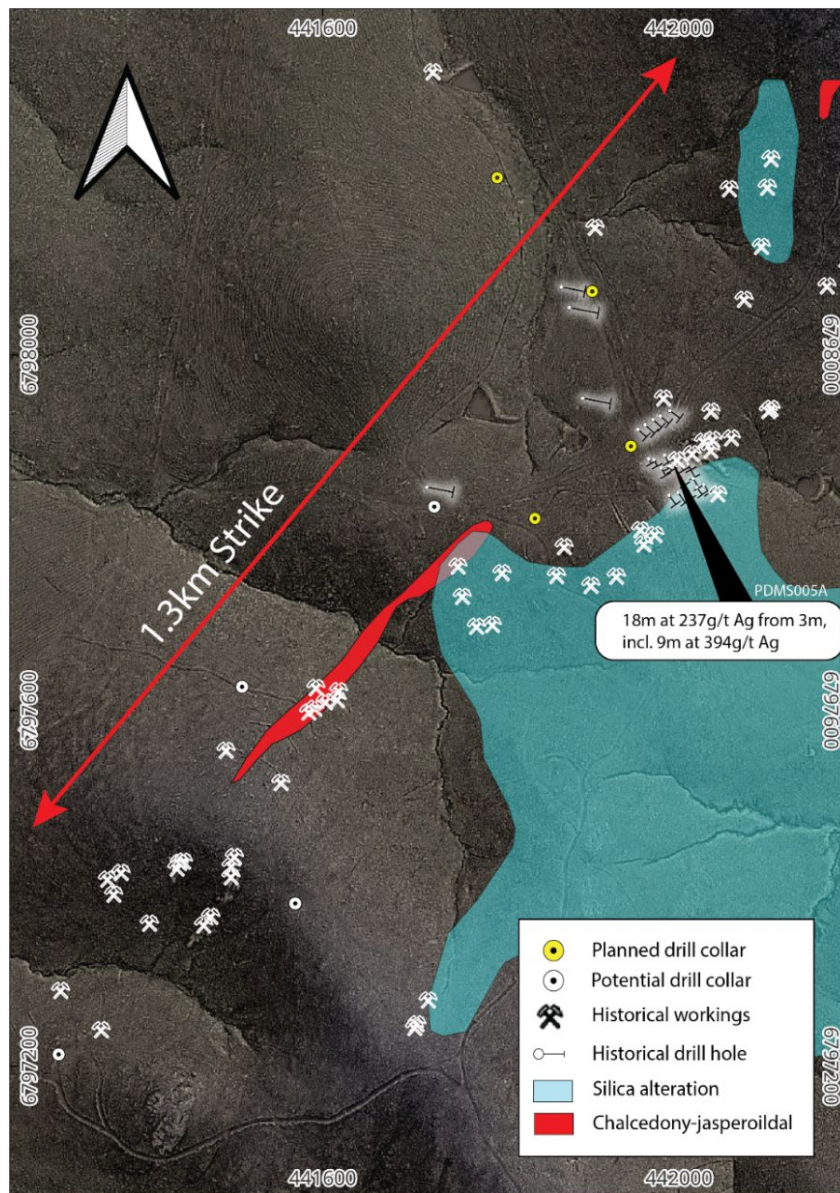 441600
442000
6798000
6798000
1.3km Strike
PDMS005A
18m at 237g/t Ag from 3m,
incl. 9m at 394g/t Ag
6797600
6797600
Planned drill collar
Potential drill collar
Historical workings
Historical drill hole
Silica alteration
Chalcedony-jasperoildal
6797200
6797200
441600
442000